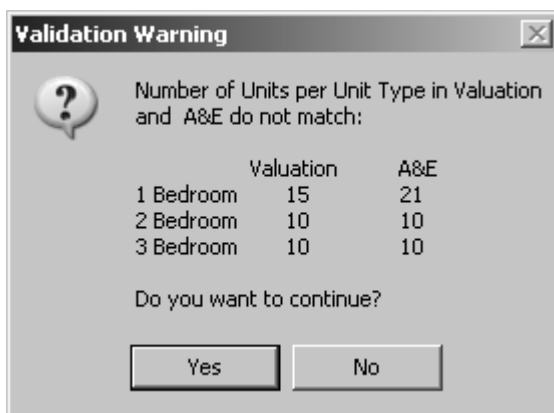 Validation Warning
Number of Units per Unit Type in Valuation
and A&E do not match:
Valuation A&E
1 Bedroom 15 21
2 Bedroom 10 10
3 Bedroom 10 10
Do you want to continue?
Yes No